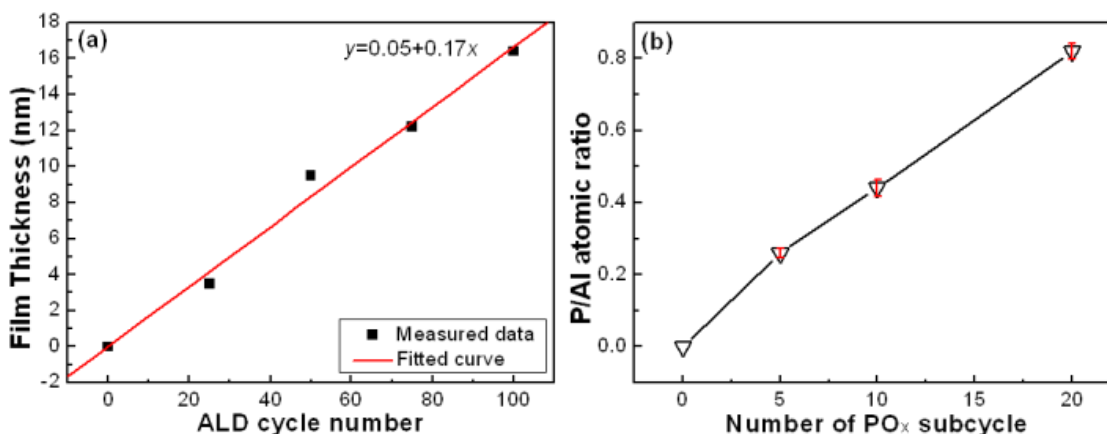 (a)
y=0.05+0.17x
18
16
14
12
10
8
6
4
2
0
-2
Film Thickness (nm)
Measured data
Fitted curve
0 20 40 60 80 100
ALD cycle number
(b)
0.8
0.6
0.4
0.2
0.0
P/Al atomic ratio
0 5 10 15 20
Number of POx subcycle